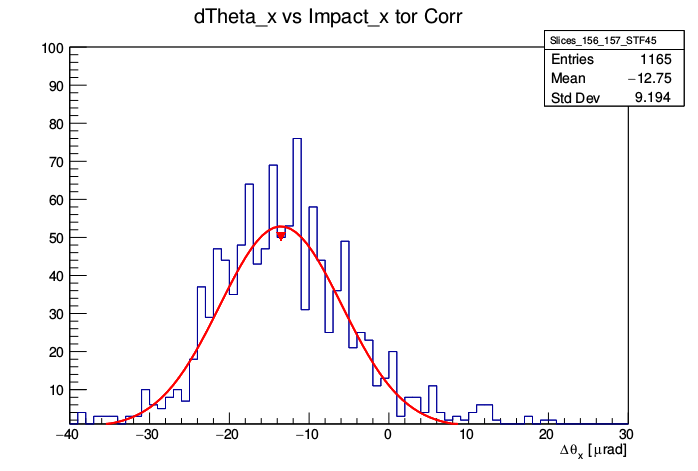 dTheta_x vs Impact_x tor Corr
Slices_156_157_STF45
Entries 1165
Mean −12.75
Std Dev 9.194
100
90
80
70
60
50
40
30
20
10
−40 −30 −20 −10 0 10 20 30
Δθx [μrad]